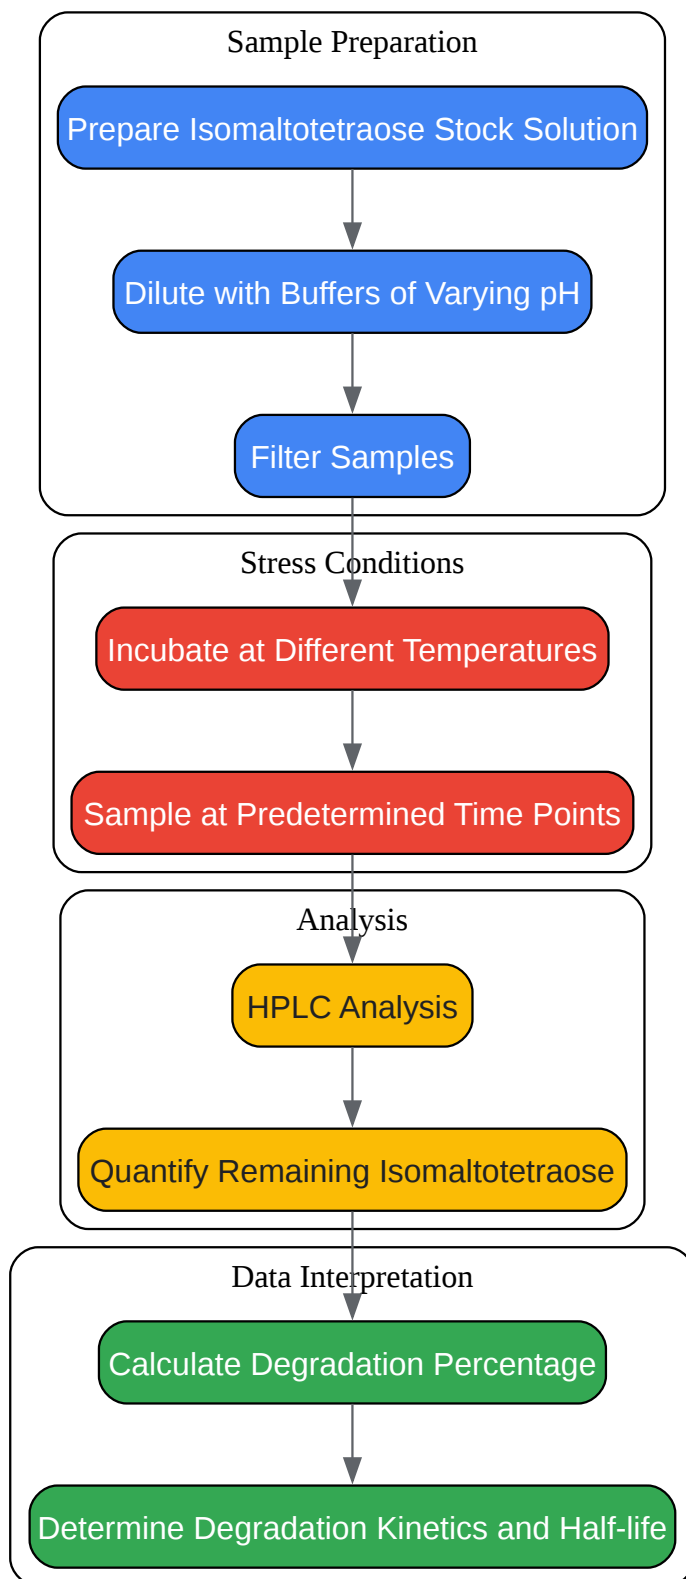 Sample Preparation
Prepare Isomaltotetraose Stock Solution
Dilute with Buffers of Varying pH
Filter Samples
Stress Conditions
Incubate at Different Temperatures
Sample at Predetermined Time Points
Analysis
HPLC Analysis
Quantify Remaining Isomaltotetraose
Data Interpretation
Calculate Degradation Percentage
Determine Degradation Kinetics and Half-life